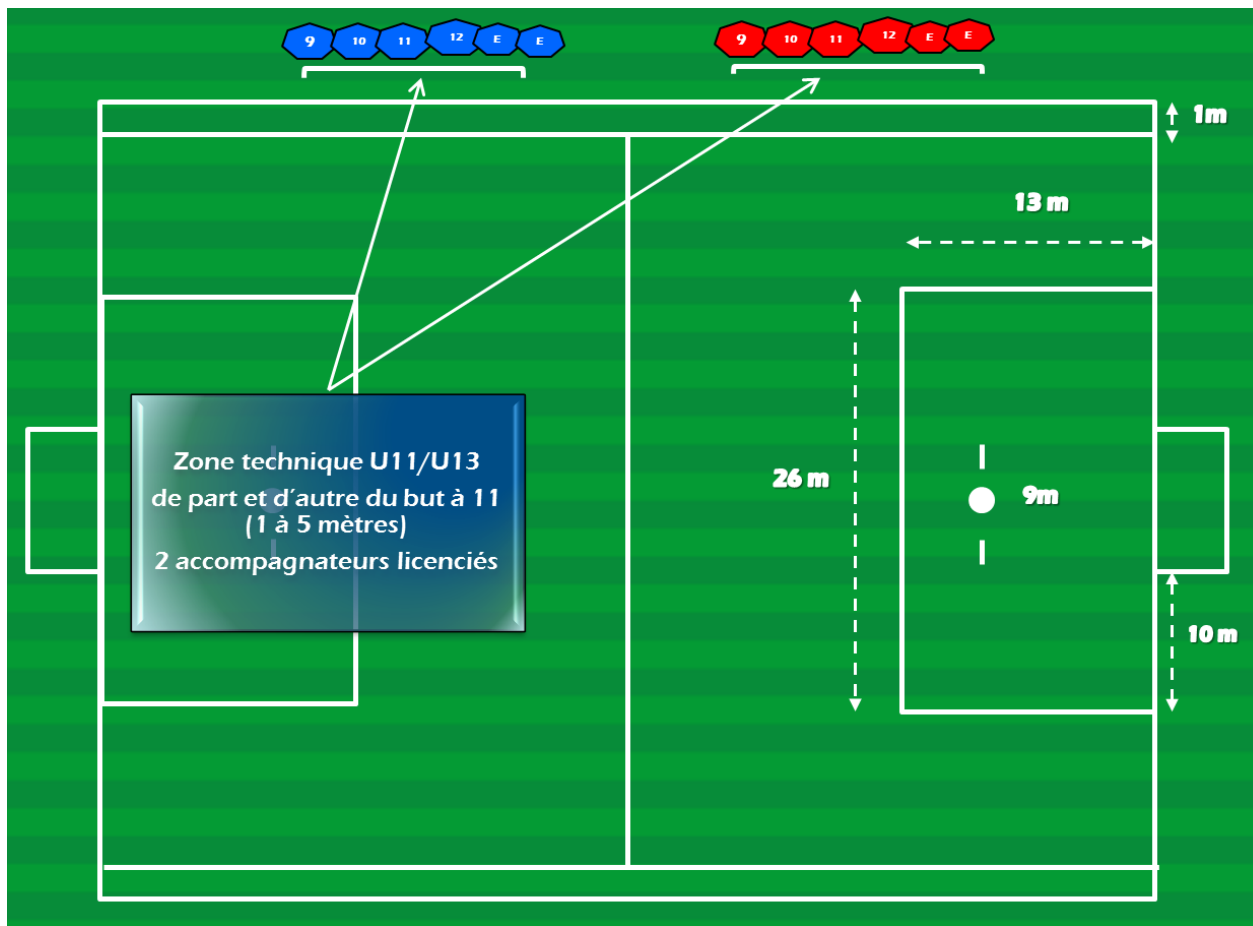 9 10 11 12 E E
9 10 11 12 E E
1m
13 m
Zone technique U11/U13
de part et d'autre du but à 11
(1 à 5 mètres)
2 accompagnateurs licenciés
26 m
9m
10 m